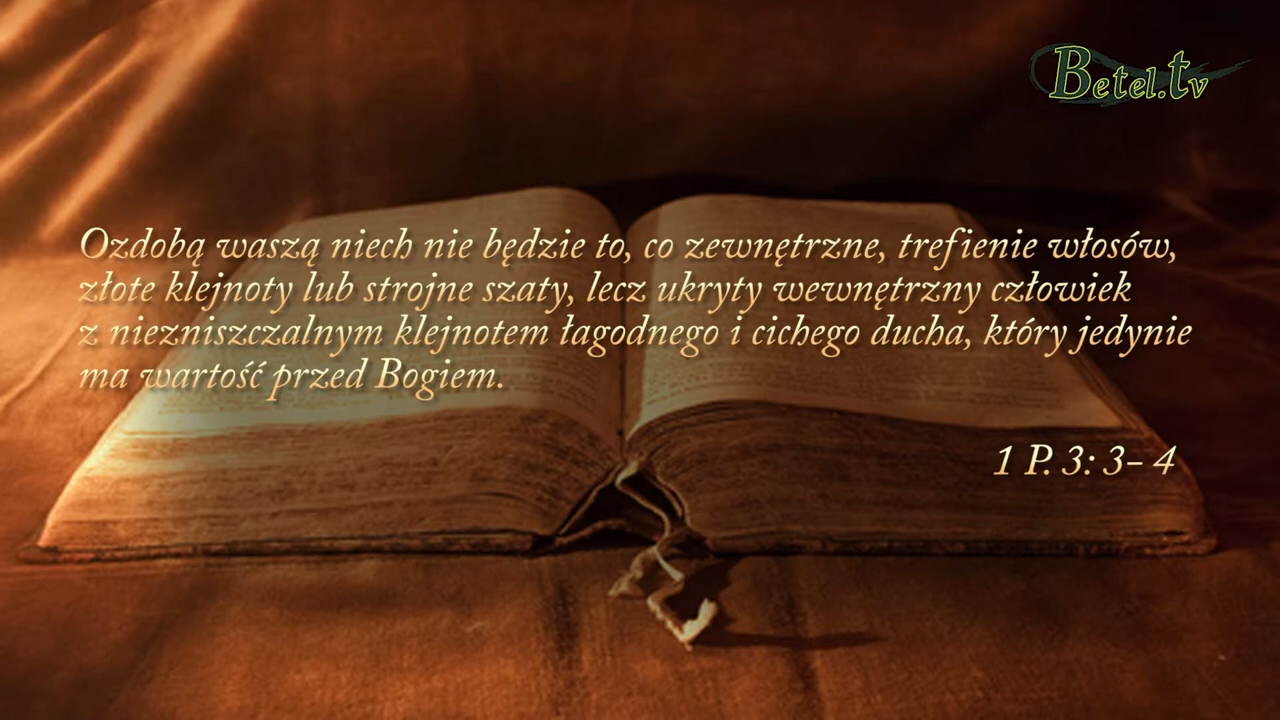 Betel.tv
Ozdobą waszą niech nie będzie to, co zewnętrzne, trefienie włosów,
złote klejnoty lub strojne szaty, lecz ukryty wewnętrzny człowiek
z niezniszczalnym klejnotem łagodnego i cichego ducha, który jedynie
ma wartość przed Bogiem.
1 P. 3: 3- 4